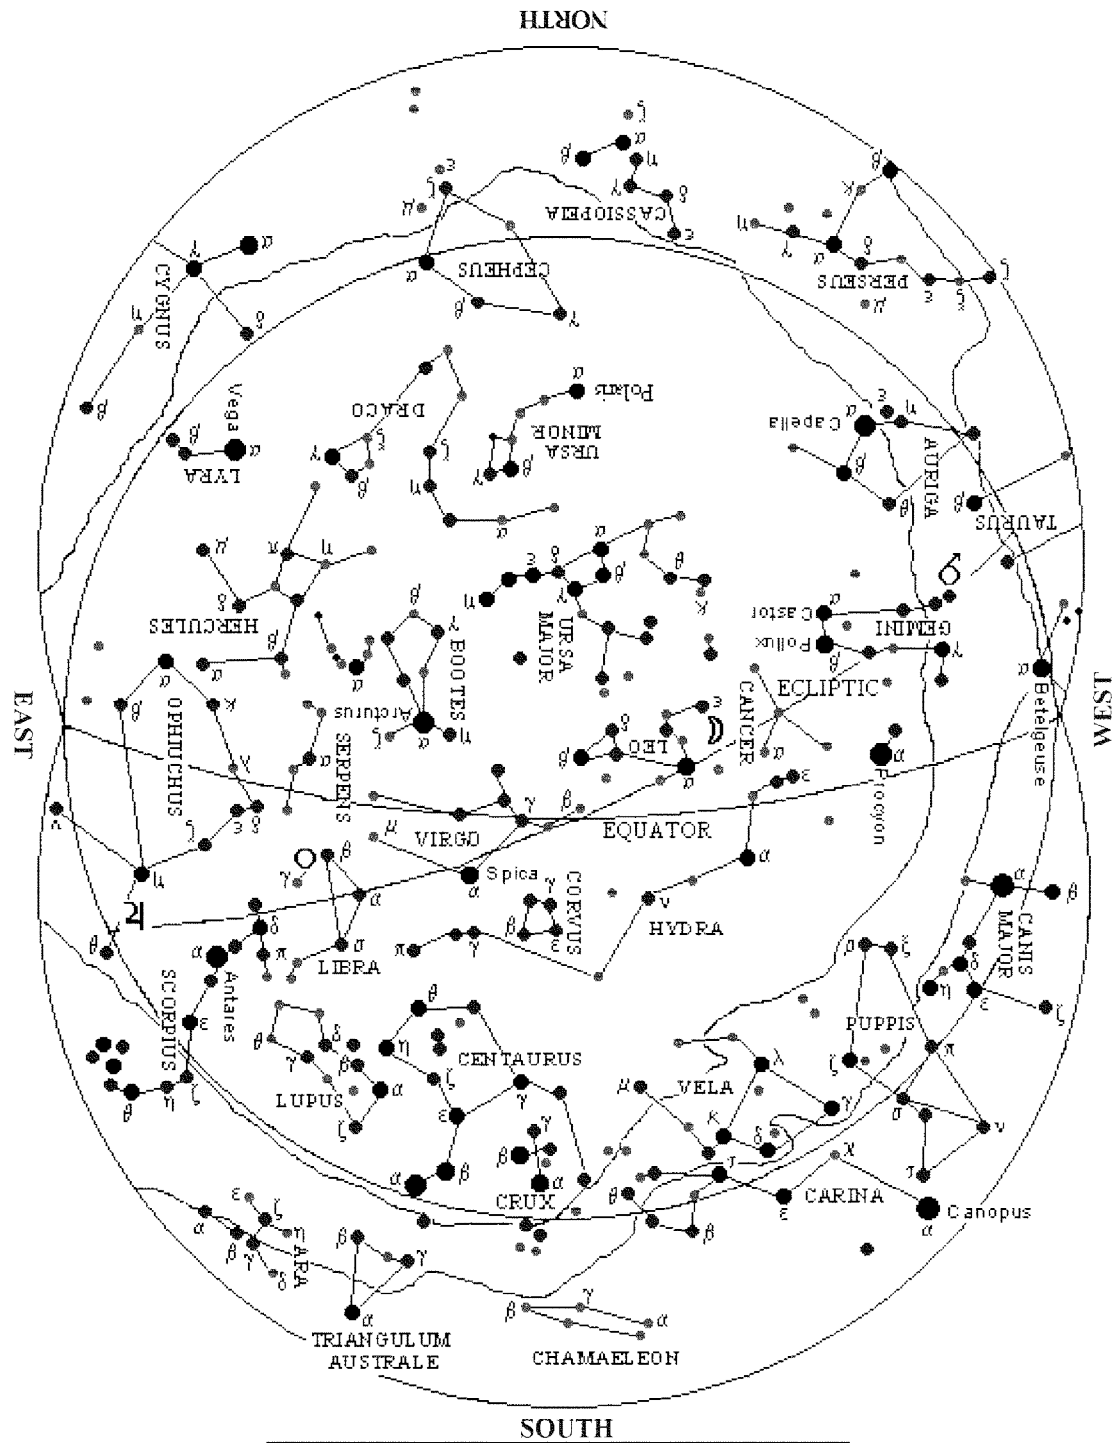 NORTH
ζ
α
β
η
γ
δ
CASSIOPEIA
ε
β
κ
η
γ
α
δ
PERSEUS
ε
ξ
ζ
μ
ε
ζ
μ
CEPHEUS
α
β
γ
α
γ
CYGNUS
η
δ
β
Vega
α
β
LYRA
DRACO
ξ
γ
β
ζ
η
α
α
Polaris
URSA
MINOR
γ
β
Capella
α
ε
η
AURIGA
β
θ
β
TAURUS
μ
π
η
δ
HERCULES
β
α
β
γ
BOOTES
α
Arcturus
ζ
α
η
η
ε
δ
α
β
γ
URSA
MAJOR
θ
κ
Castor
α
GEMINI
Pollux
β
γ
♂
ECLIPTIC
CANCER
α
EAST
WEST
α
Betelgeuse
α
β
κ
OPHIUCHUS
λ
ε
δ
ζ
ν
η
θ
SERPENS
α
δ
β
LEO
ε
α
α
Procyon
VIRGO
γ
β
μ
EQUATOR
Spica
α
ε
α
ν
HYDRA
β
γ
α
σ
LIBRA
γ
CORVUS
β
ε
π
γ
♃
α
Antares
δ
π
SCORPIUS
ε
ζ
η
θ
α
β
CANIS
MAJOR
δ
η
ε
ζ
ρ
ξ
PUPPIS
π
ζ
σ
ν
τ
θ
δ
γ
β
α
LUPUS
ζ
θ
η
CENTAURUS
ζ
γ
ε
α
β
γ
β
α
CRUX
μ
VELA
λ
κ
δ
γ
χ
ι
CARINA
ε
θ
β
Canopus
α
ε
ζ
α
β
γ
η
δ
ARA
β
γ
α
TRIANGULUM
AUSTRALE
β
γ
α
CHAMAELEON
SOUTH